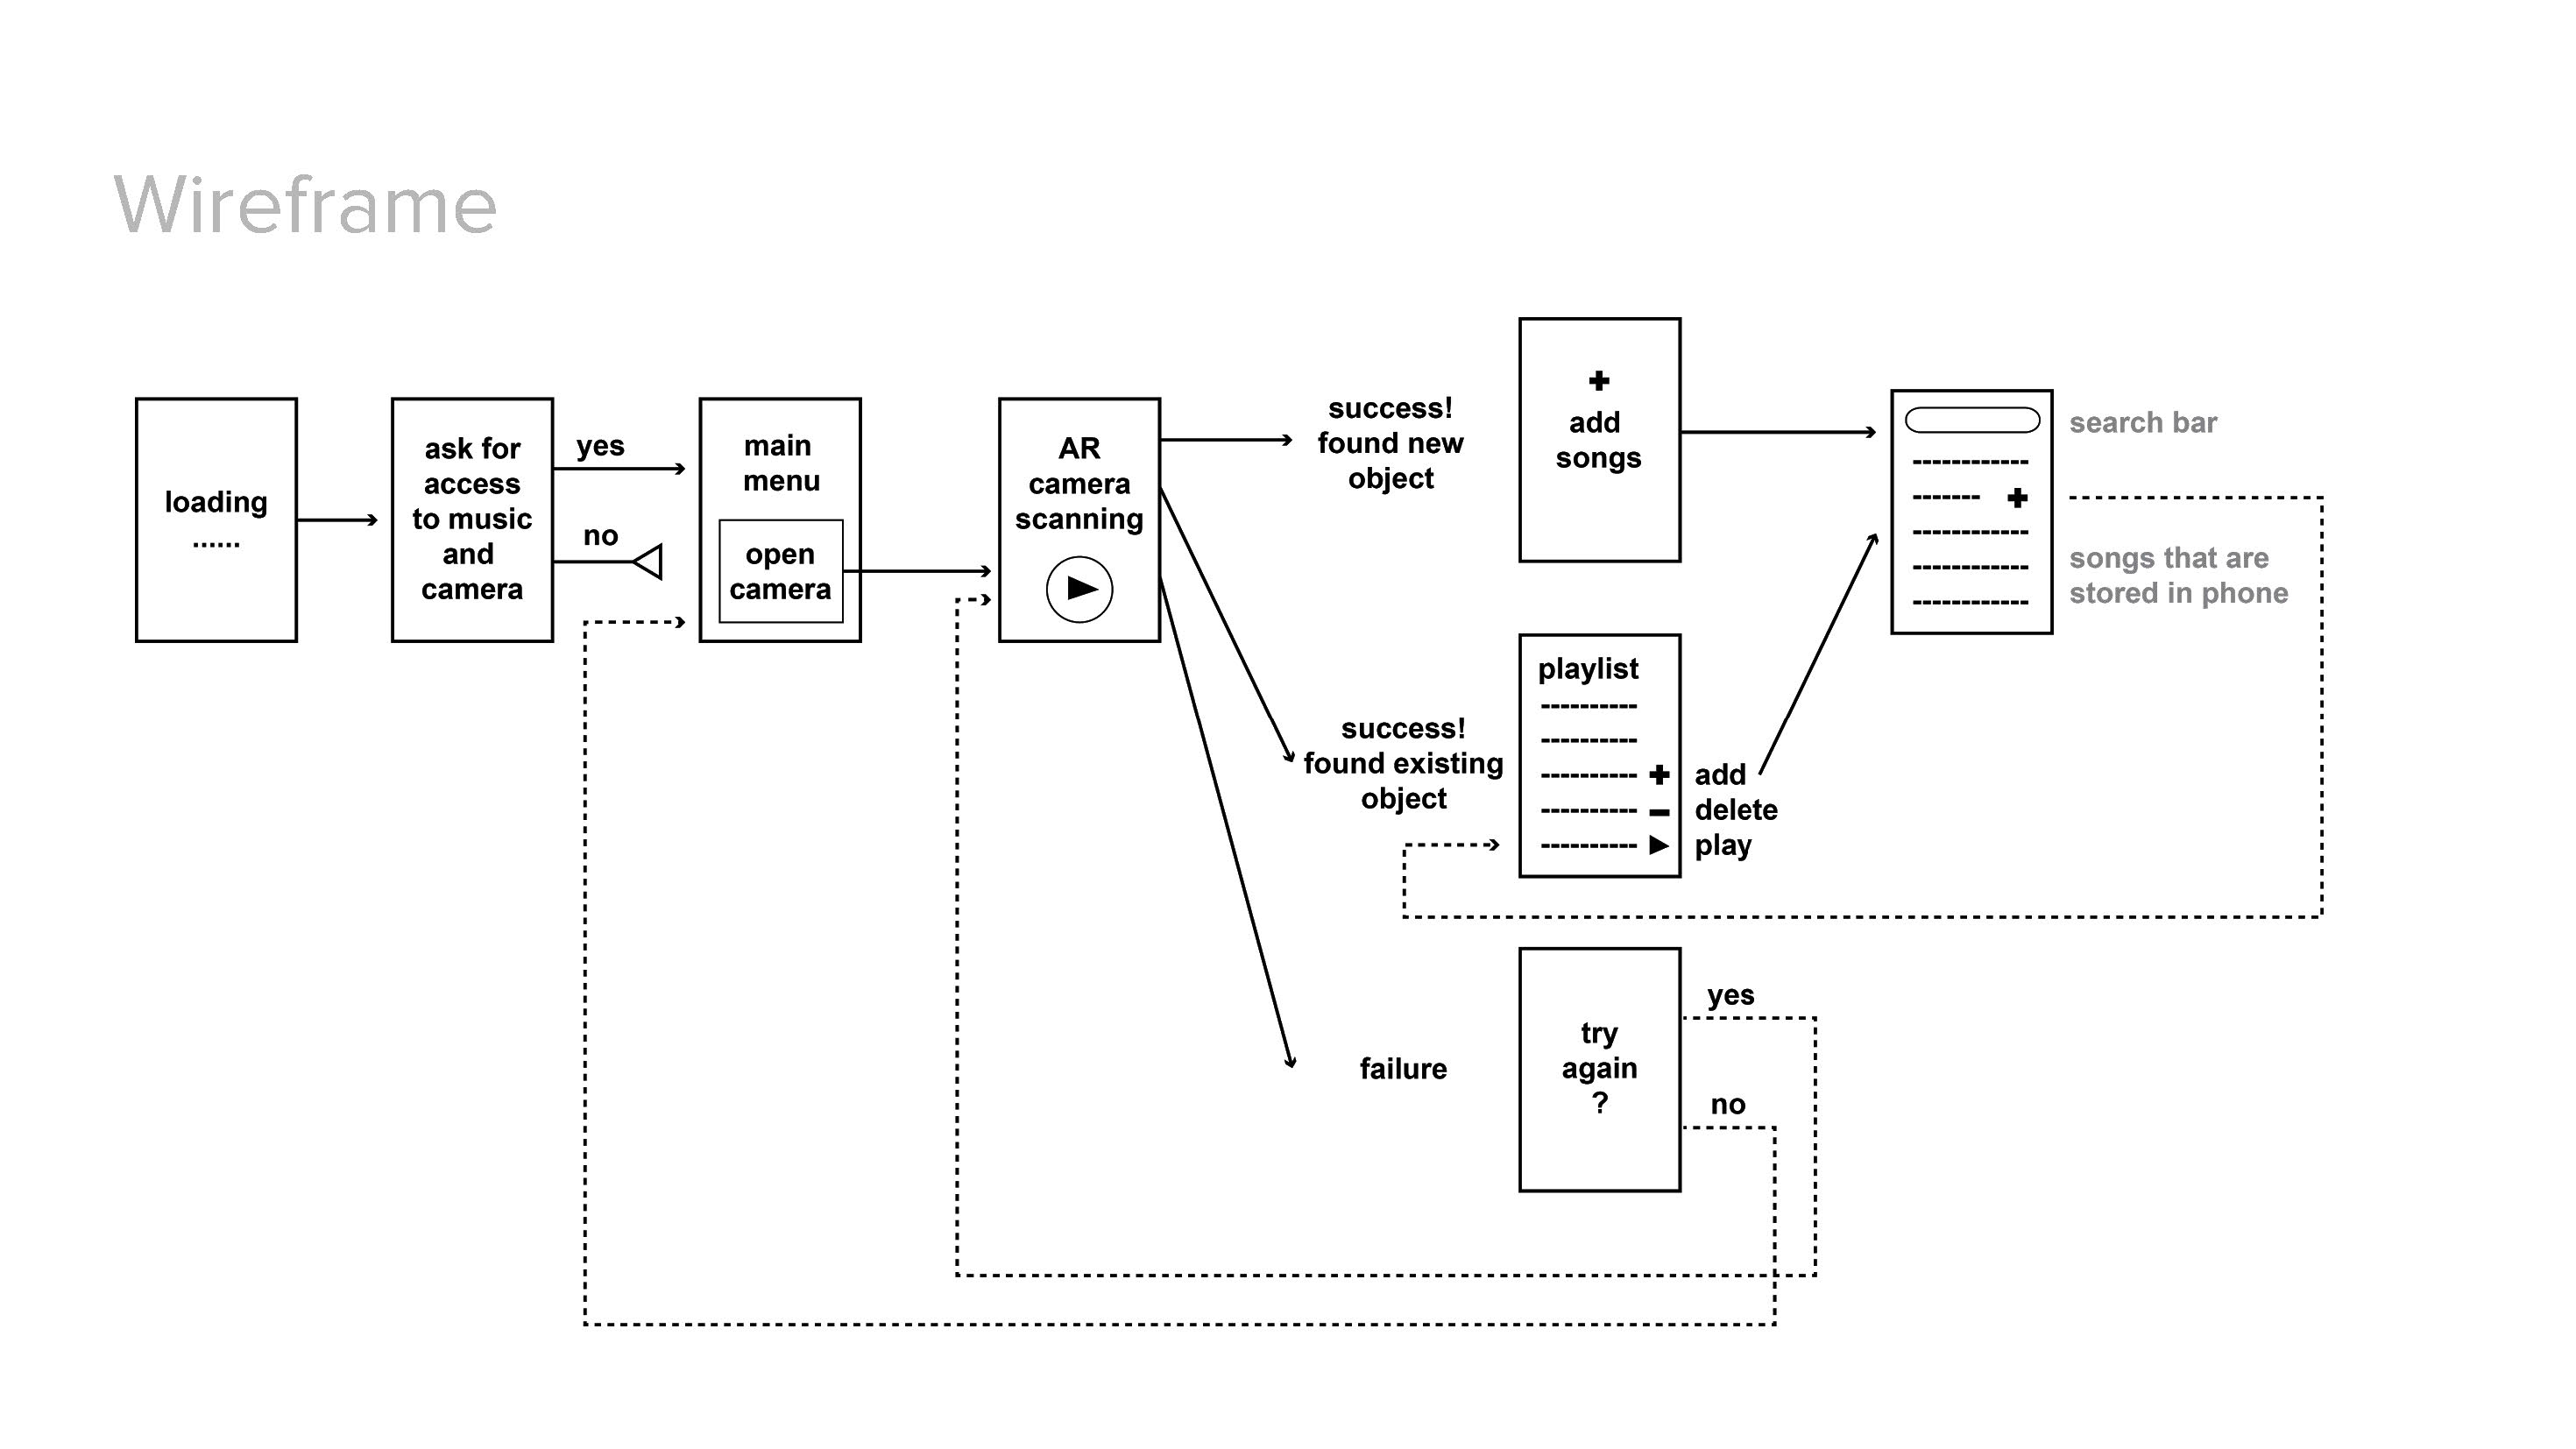 Wireframe
loading
......
ask for
access
to music
and
camera
yes
no
main
menu
open
camera
AR
camera
scanning
success!
found new
object
success!
found existing
object
failure
add
songs
playlist
add
delete
play
try
again
?
yes
no
search bar
songs that are
stored in phone